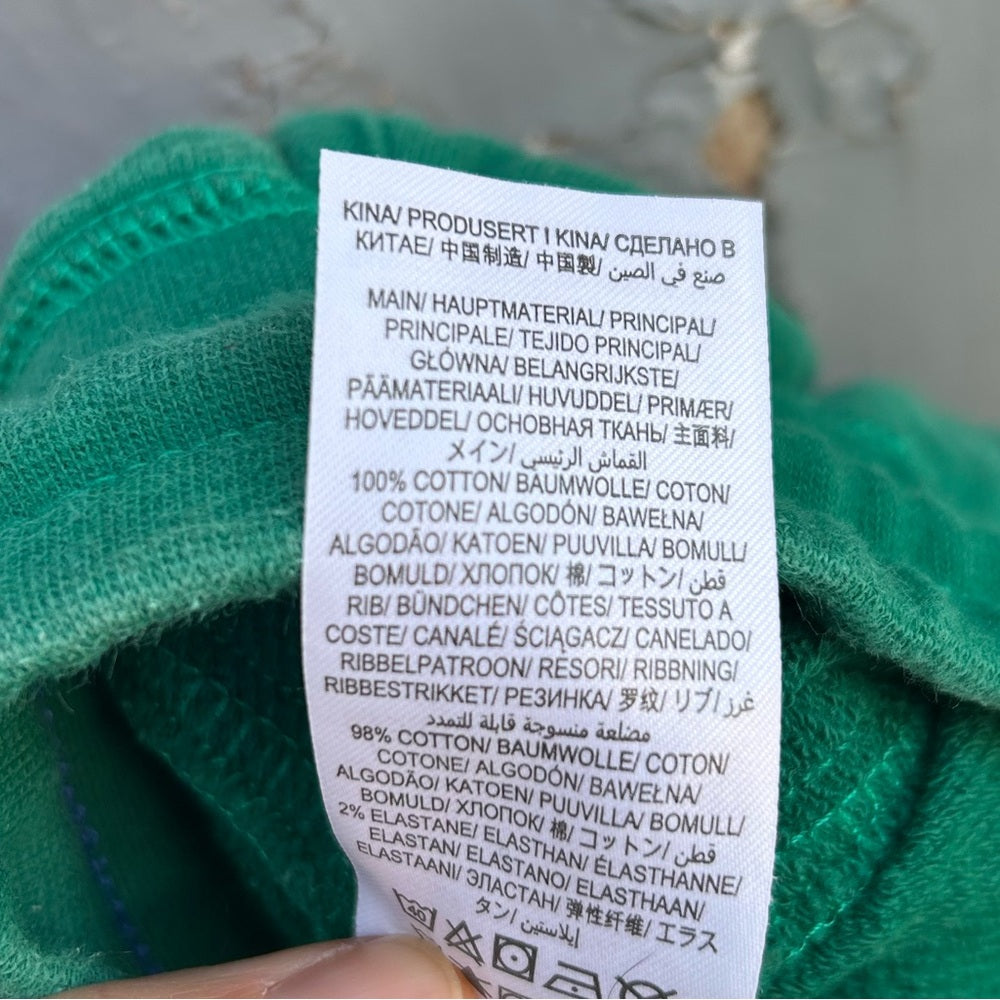 KINA/ PRODUSERT I KINA/ СДЕЛАНО В
КИТАЕ/ 中国制造/ 中国製/ صنع في الصين
MAIN/ HAUPTMATERIAL/ PRINCIPAL/
PRINCIPALE/ TEJIDO PRINCIPAL/
GŁÓWNA/ BELANGRIJKSTE/
PÄÄMATERIAALI/ HUVUDDEL/ PRIMÆR/
HOVEDDEL/ ОСНОВНАЯ ТКАНЬ/ 主面料/
メイン/ القماش الرئيسي
100% COTTON/ BAUMWOLLE/ COTON/
COTONE/ ALGODÓN/ BAWEŁNA/
ALGODÃO/ KATOEN/ PUUVILLA/ BOMULL/
BOMULD/ ХЛОПОК/ 棉/ コットン/ قطن
RIB/ BÜNDCHEN/ CÔTES/ TESSUTO A
COSTE/ CANALÉ/ ŚCIĄGACZ/ CANELADO/
RIBBELPATROON/ RESORI/ RIBBNING/
RIBBESTRIKKET/ РЕЗИНКА/ 罗纹/ リブ/ غرز
مضلعة منسوجة قابلة للتمدد
98% COTTON/ BAUMWOLLE/ COTON/
COTONE/ ALGODÓN/ BAWEŁNA/
ALGODÃO/ KATOEN/ PUUVILLA/ BOMULL/
BOMULD/ ХЛОПОК/ 棉/ コットン/ قطن
2% ELASTANE/ ELASTHAN/ ÉLASTHANNE/
ELASTAN/ ELASTANO/ ELASTHAAN/
ELASTAANI/ ЭЛАСТАН/ 弹性纤维/ エラス
タン/ إيلاستين
40